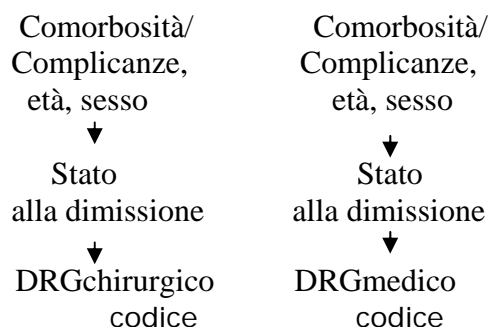 Comorbosità/
Complicanze,
età, sesso
Stato
alla dimissione
DRGchirurgico
codice
Comorbosità/
Complicanze,
età, sesso
Stato
alla dimissione
DRGmedico
codice